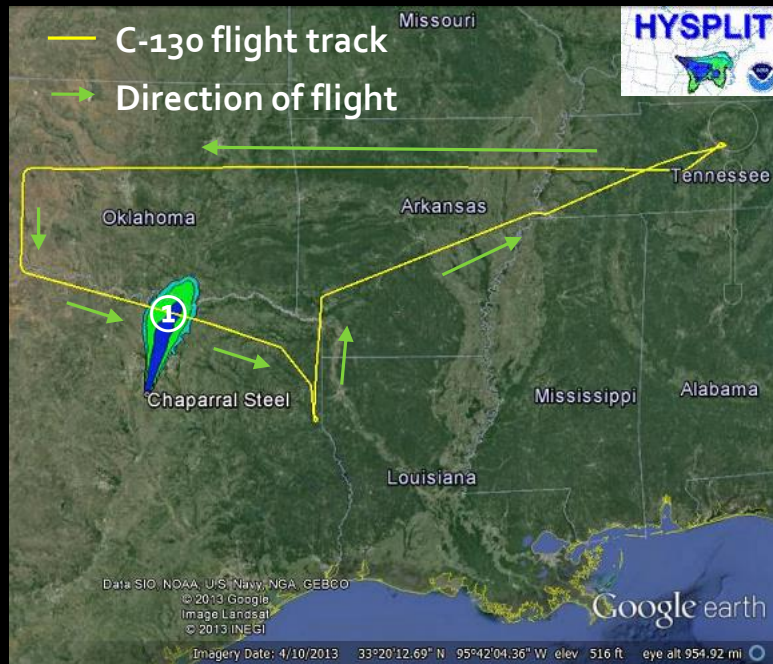 Missouri
HYSPLIT
C-130 flight track
NOAA
Direction of flight
Tennessee
Oklahoma
Arkansas
1
Chaparral Steel
Mississippi
Alabama
Louisiana
Data SIO, NOAA, U.S. Navy, NGA, GEBCO
© 2013 Google
Image Landsat
© 2013 INEGI
Google earth
Imagery Date: 4/10/2013 33°20'12.69" N 95°42'04.36" W elev 516 ft eye alt 954.92 mi